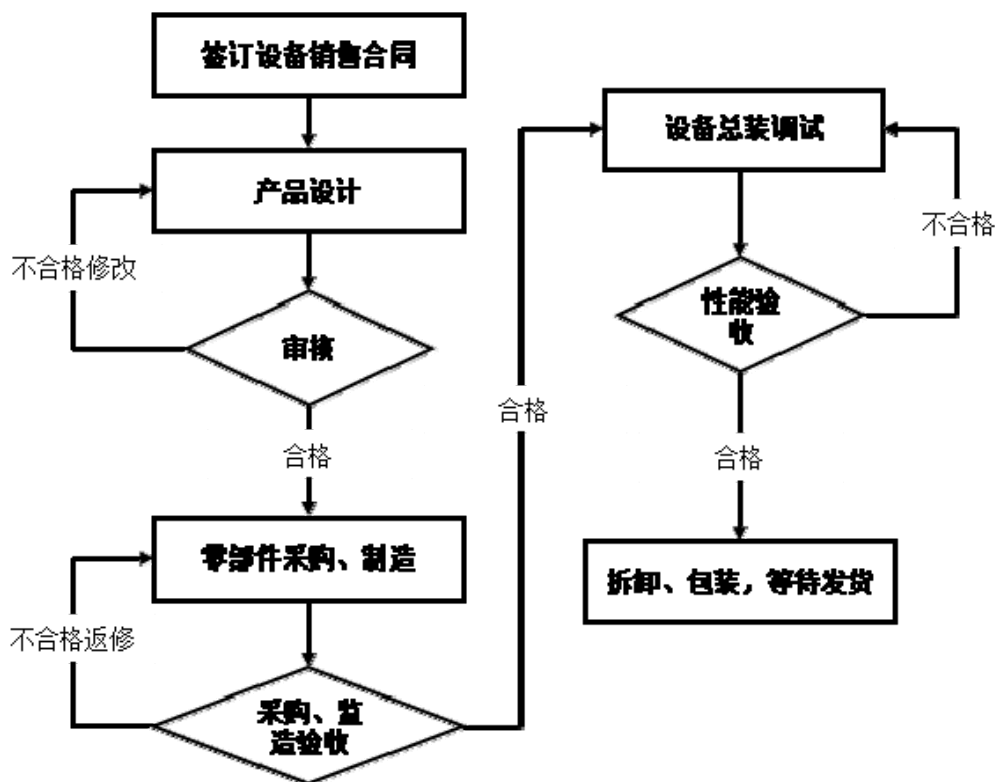 签订设备销售合同
产品设计
不合格修改
审核
合格
零部件采购、制造
不合格返修
采购、监
造验收
合格
设备总装调试
不合格
性能验
收
合格
拆卸、包装，等待发货